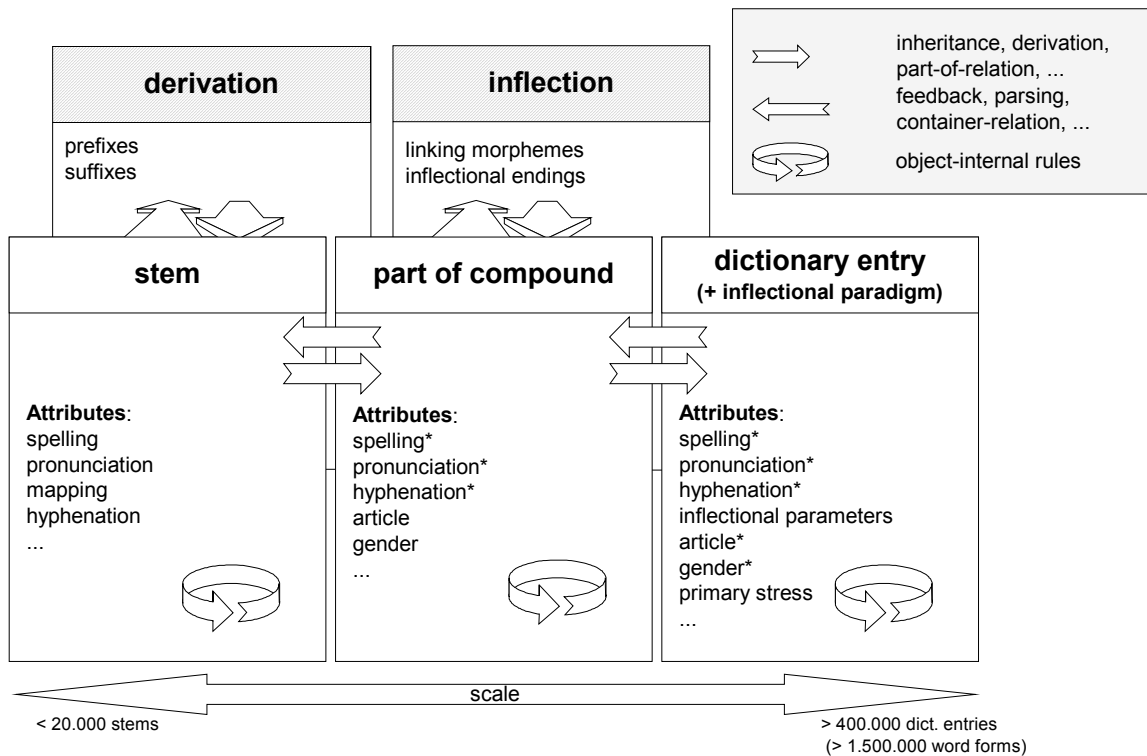 derivation
prefixes
suffixes
inflection
linking morphemes
inflectional endings
inheritance, derivation,
part-of-relation, ...
feedback, parsing,
container-relation, ...
object-internal rules
stem
Attributes:
spelling
pronunciation
mapping
hyphenation
...
part of compound
Attributes:
spelling*
pronunciation*
hyphenation*
article
gender
...
dictionary entry
(+ inflectional paradigm)
Attributes:
spelling*
pronunciation*
hyphenation*
inflectional parameters
article*
gender*
primary stress
...
scale
< 20.000 stems
> 400.000 dict. entries
(> 1.500.000 word forms)